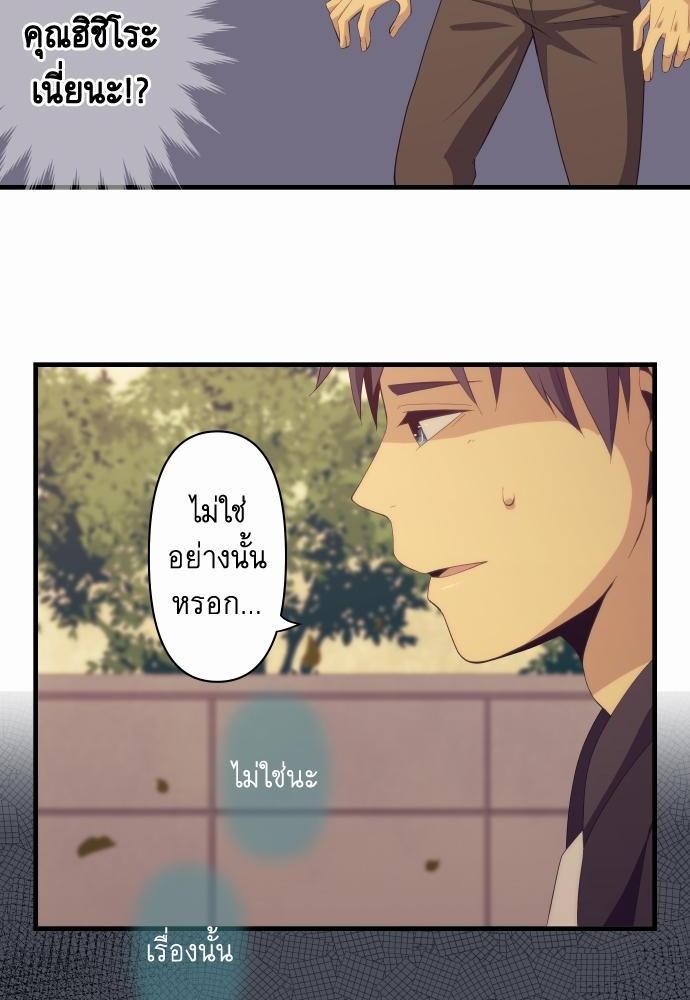 คุณฮิชิโระ
เนี่ยนะ!?
ไม่ใช่
อย่างนั้น
หรอก...
ไม่ใช่นะ
เรื่องนั้น